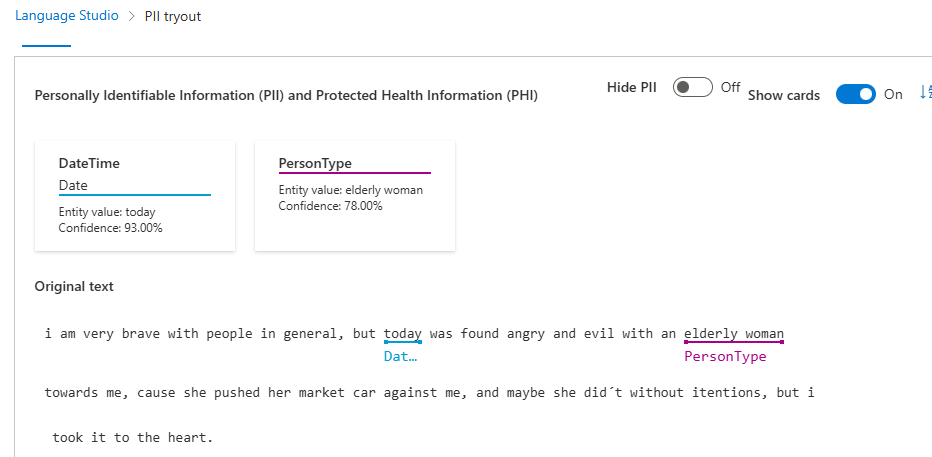 Language Studio > PII tryout
Personally Identifiable Information (PII) and Protected Health Information (PHI)
Hide PII Off Show cards On
DateTime
Date
Entity value: today
Confidence: 93.00%
PersonType
Entity value: elderly woman
Confidence: 78.00%
Original text
i am very brave with people in general, but today was found angry and evil with an elderly woman
Dat… PersonType
towards me, cause she pushed her market car against me, and maybe she did´t without itentions, but i
took it to the heart.